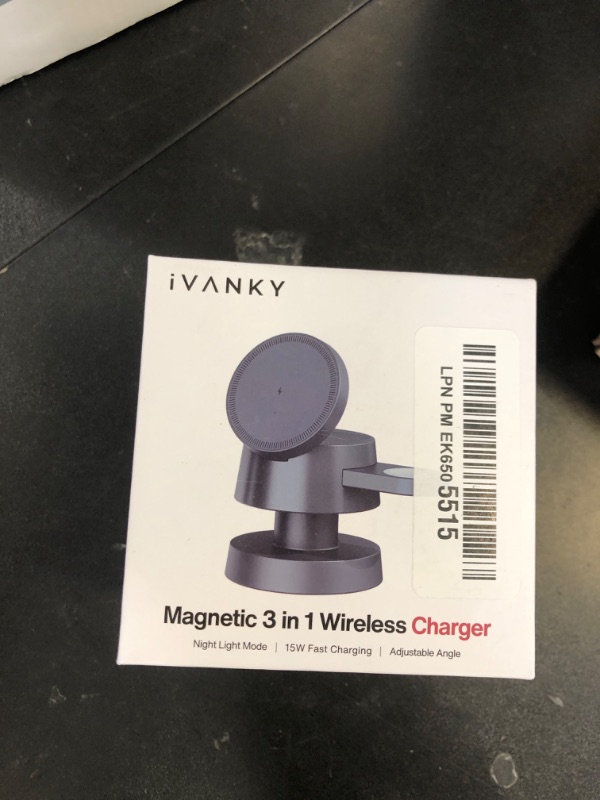 iVANKY
LPN PM EK650 5515
Magnetic 3 in 1 Wireless Charger
Night Light Mode | 15W Fast Charging | Adjustable Angle